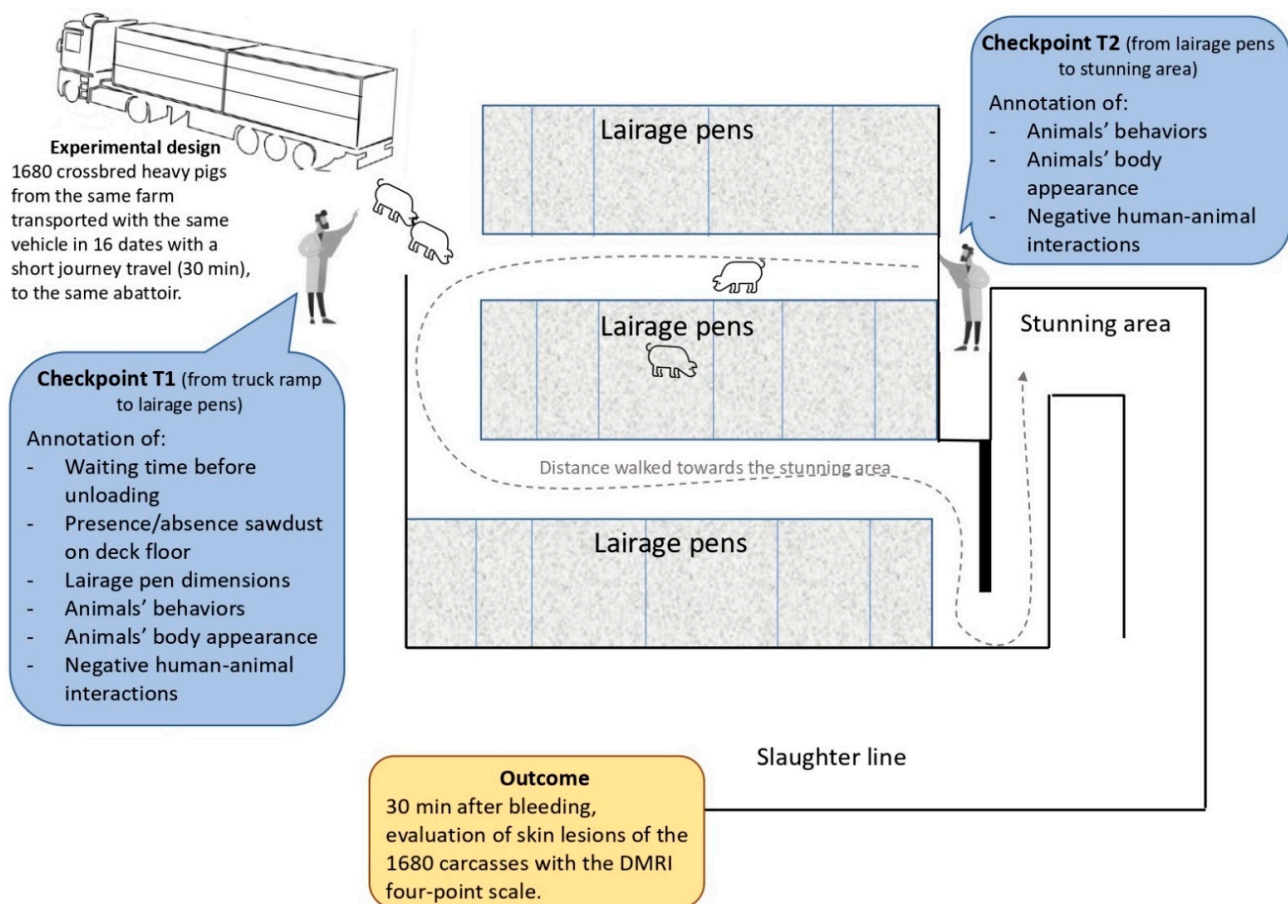 Experimental design
1680 crossbred heavy pigs
from the same farm
transported with the same
vehicle in 16 dates with a
short journey travel (30 min),
to the same abattoir.
Checkpoint T1 (from truck ramp
to lairage pens)
Annotation of:
- Waiting time before
unloading
- Presence/absence sawdust
on deck floor
- Lairage pen dimensions
- Animals’ behaviors
- Animals’ body appearance
- Negative human-animal
interactions
Lairage pens
Lairage pens
Distance walked towards the stunning area
Lairage pens
Checkpoint T2 (from lairage pens
to stunning area)
Annotation of:
- Animals’ behaviors
- Animals’ body
appearance
- Negative human-animal
interactions
Stunning area
Slaughter line
Outcome
30 min after bleeding,
evaluation of skin lesions of the
1680 carcasses with the DMRI
four-point scale.